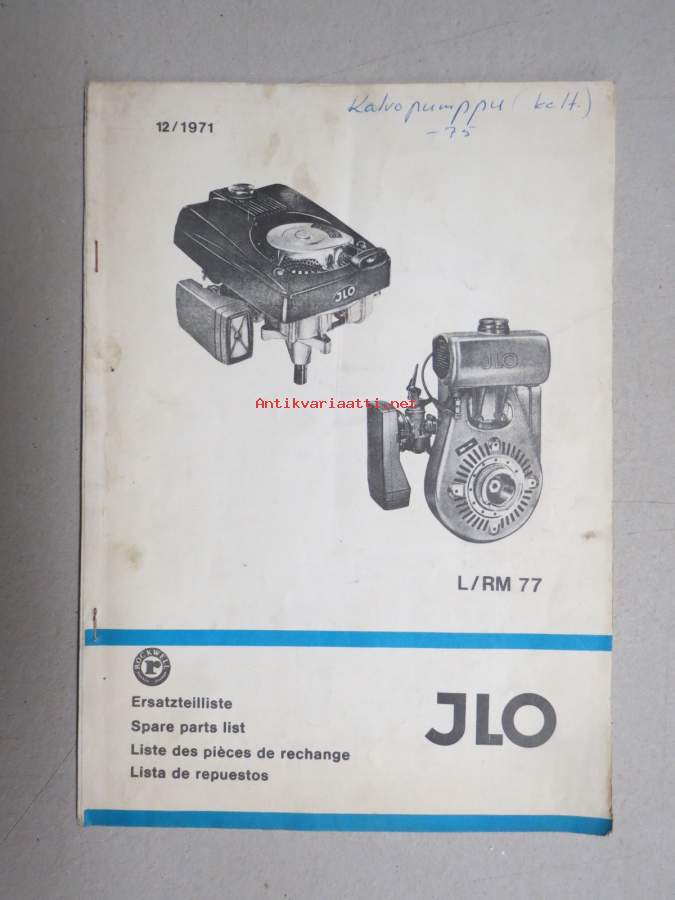 Kalvopumppu (kelt.)
-75
12/1971
JLO
Antikvariaatti.net
JLO
L/RM 77
ROCKWELL
Ersatzteilliste
Spare parts list
Liste des pièces de rechange
Lista de repuestos
JLO